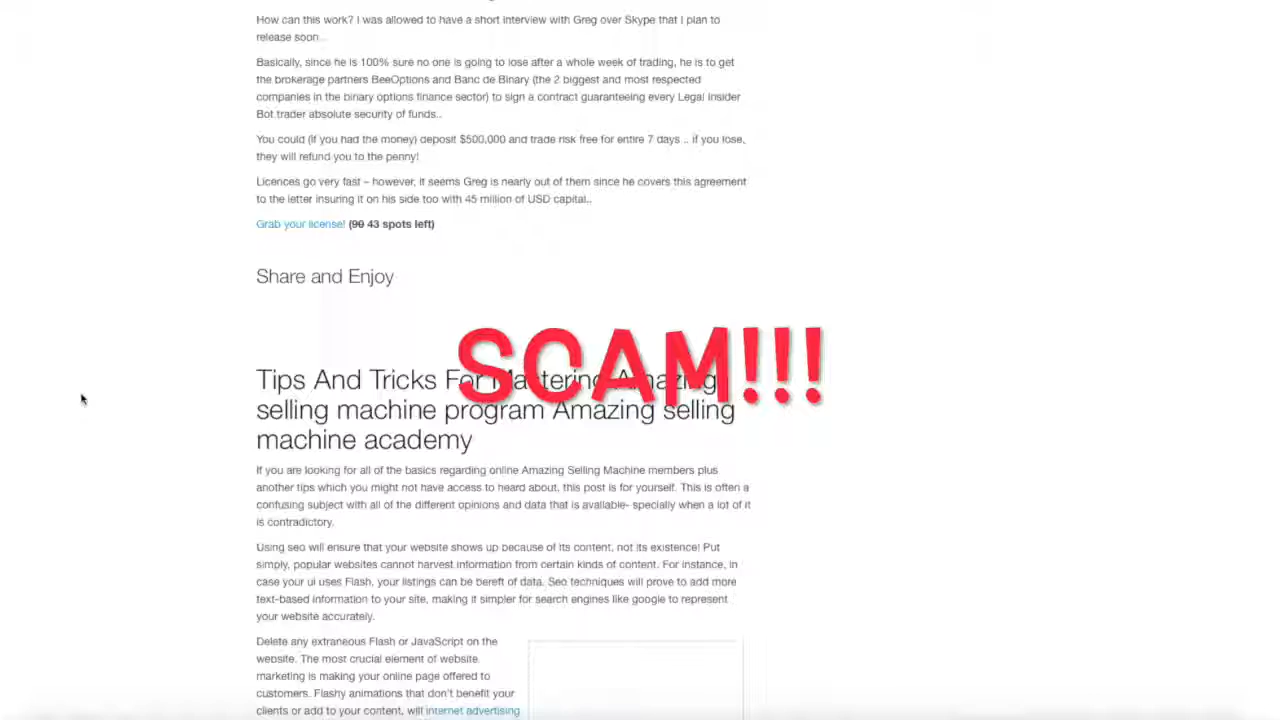 How can this work? I was allowed to have a short interview with Greg over Skype that I plan to
release soon..
Basically, since he is 100% sure no one is going to lose after a whole week of trading, he is to get
the brokerage partners BeeOptions and Banc de Binary (the 2 biggest and most respected
companies in the binary options finance sector) to sign a contract guaranteeing every Legal Insider
Bot trader absolute security of funds..
You could (if you had the money) deposit $500,000 and trade risk free for entire 7 days .. if you lose,
they will refund you to the penny!
Licences go very fast – however, it seems Greg is nearly out of them since he covers this agreement
to the letter insuring it on his side too with 45 million of USD capital..
Grab your license! (90 43 spots left)
Share and Enjoy
SCAM!!!
Tips And Tricks For Mastering Amazing
selling machine program Amazing selling
machine academy
If you are looking for all of the basics regarding online Amazing Selling Machine members plus
another tips which you might not have access to heard about, this post is for yourself. This is often a
confusing subject with all of the different opinions and data that is available- specially when a lot of it
is contradictory.
Using seo will ensure that your website shows up because of its content, not its existence! Put
simply, popular websites cannot harvest information from certain kinds of content. For instance, in
case your ui uses Flash, your listings can be bereft of data. Seo techniques will prove to add more
text-based information to your site, making it simpler for search engines like google to represent
your website accurately.
Delete any extraneous Flash or JavaScript on the
website. The most crucial element of website
marketing is making your online page offered to
customers. Flashy animations that don't benefit your
clients or add to your content, will internet advertising